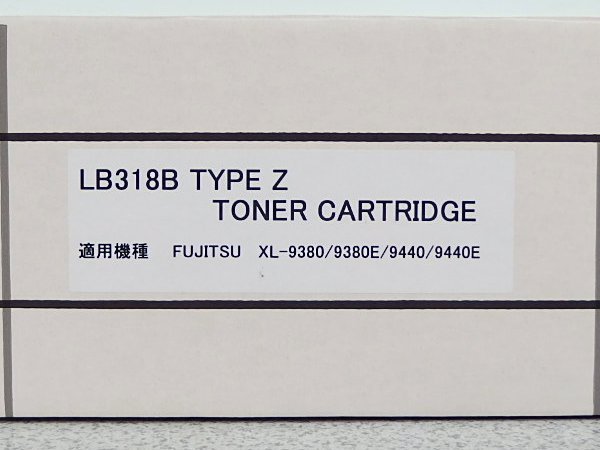 LB318B TYPE Z
TONER CARTRIDGE
適用機種 FUJITSU XL-9380/9380E/9440/9440E